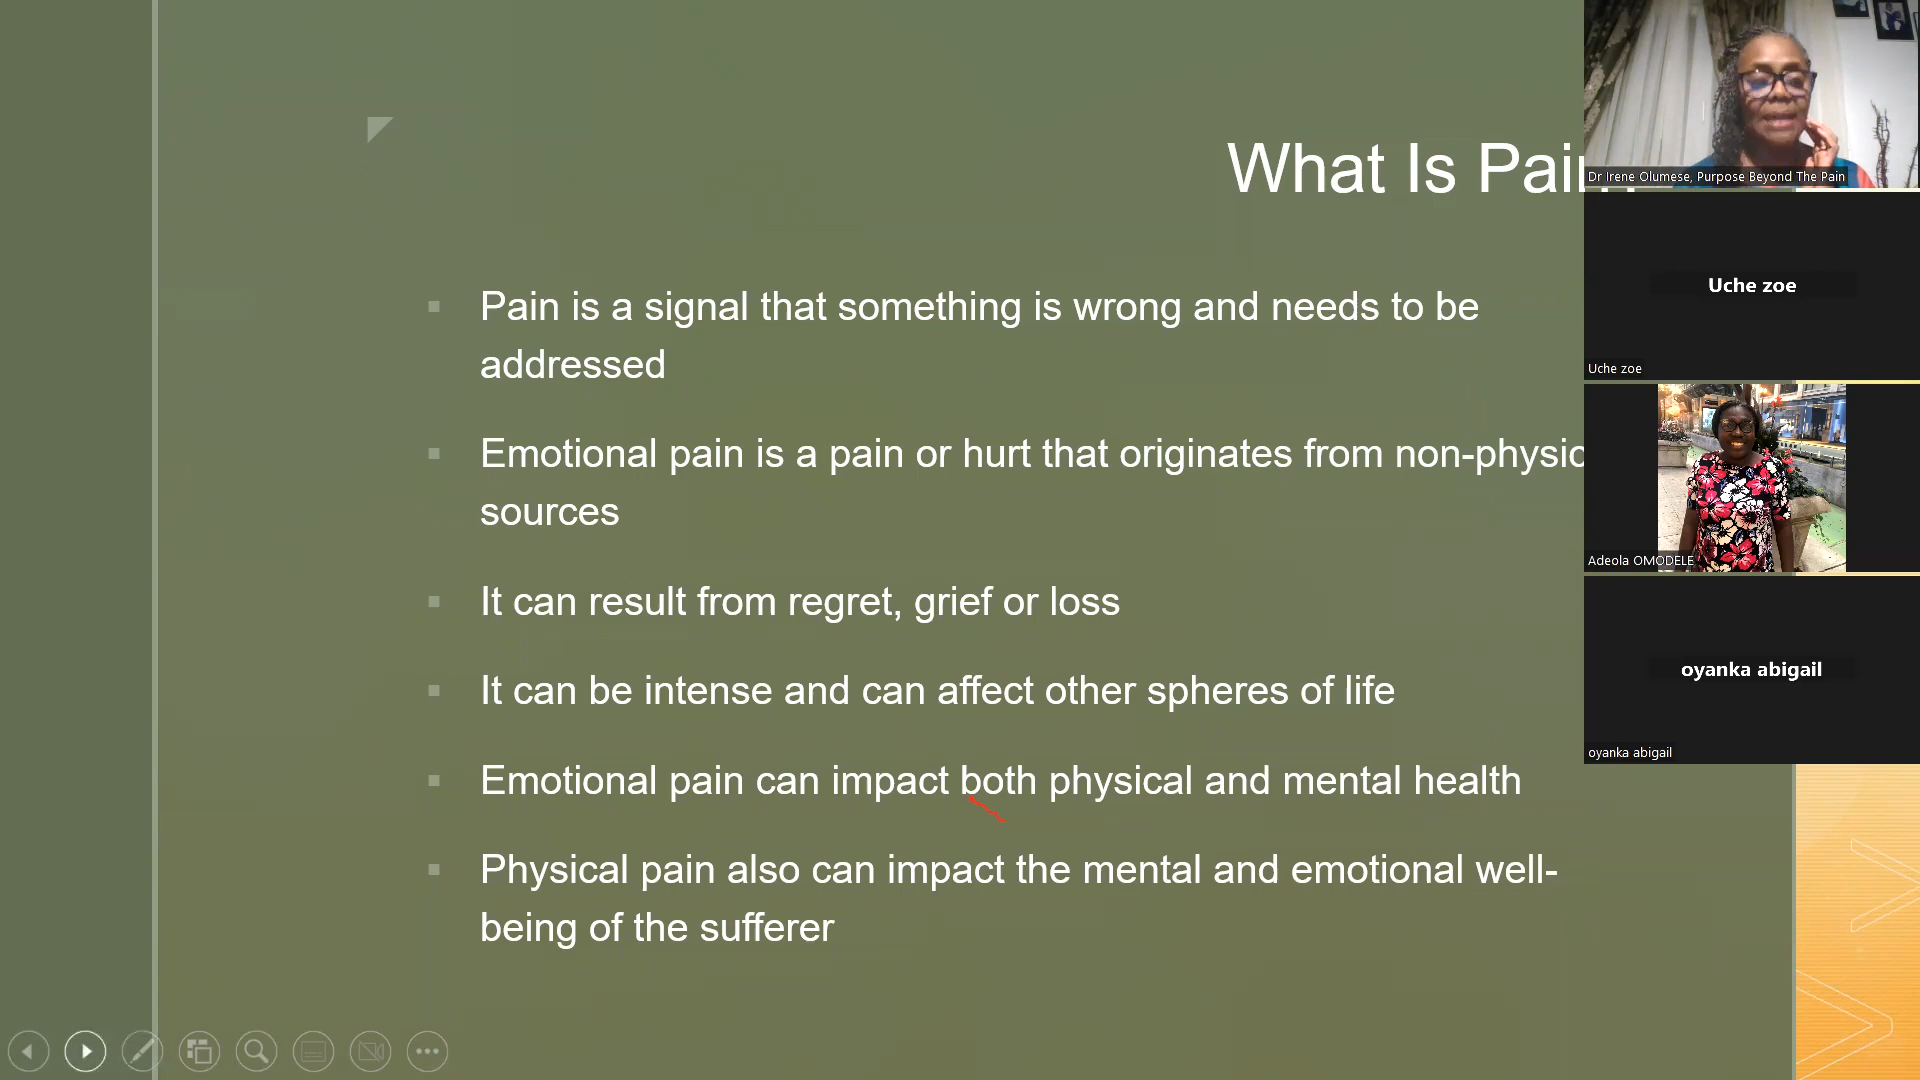 What Is Pai
Pain is a signal that something is wrong and needs to be
addressed
Emotional pain is a pain or hurt that originates from non-physic
sources
It can result from regret, grief or loss
It can be intense and can affect other spheres of life
Emotional pain can impact both physical and mental health
Physical pain also can impact the mental and emotional well-
being of the sufferer
Dr Irene Olumese, Purpose Beyond The Pain
Uche zoe
Uche zoe
Adeola OMODELE
oyanka abigail
oyanka abigail